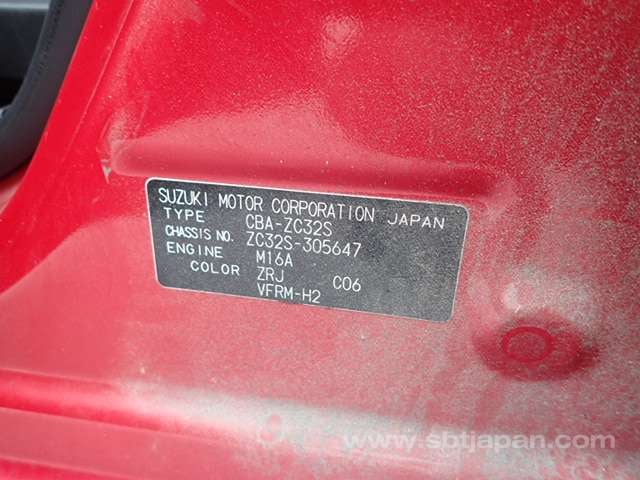 SUZUKI MOTOR CORPORATION JAPAN
TYPE CBA-ZC32S
CHASSIS NO. ZC32S-305647
ENGINE M16A
COLOR ZRJ C06
VFRM-H2
www.sbtjapan.com